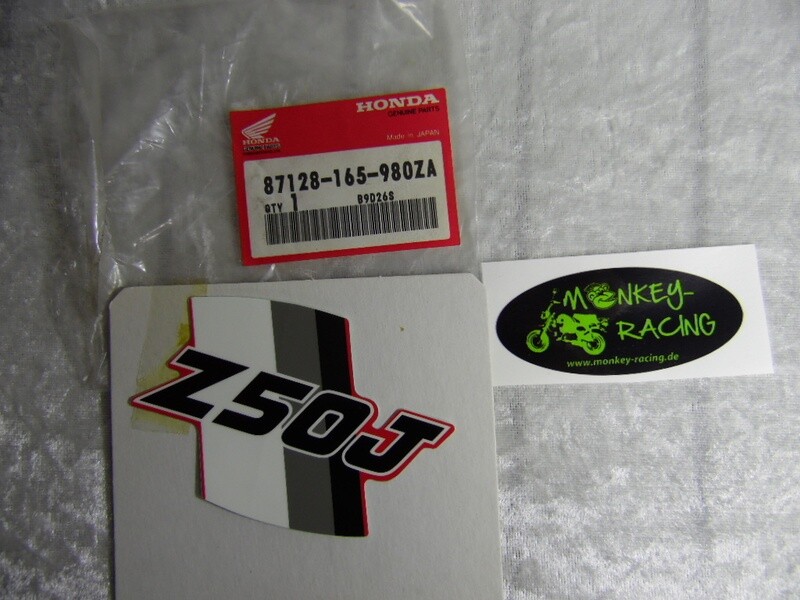 HONDA
GENUINE PARTS
HONDA
Made in JAPAN
87128-165-980ZA
QTY 1 B9D26S
MONKEY-
RACING
www.monkey-racing.de
Z50J